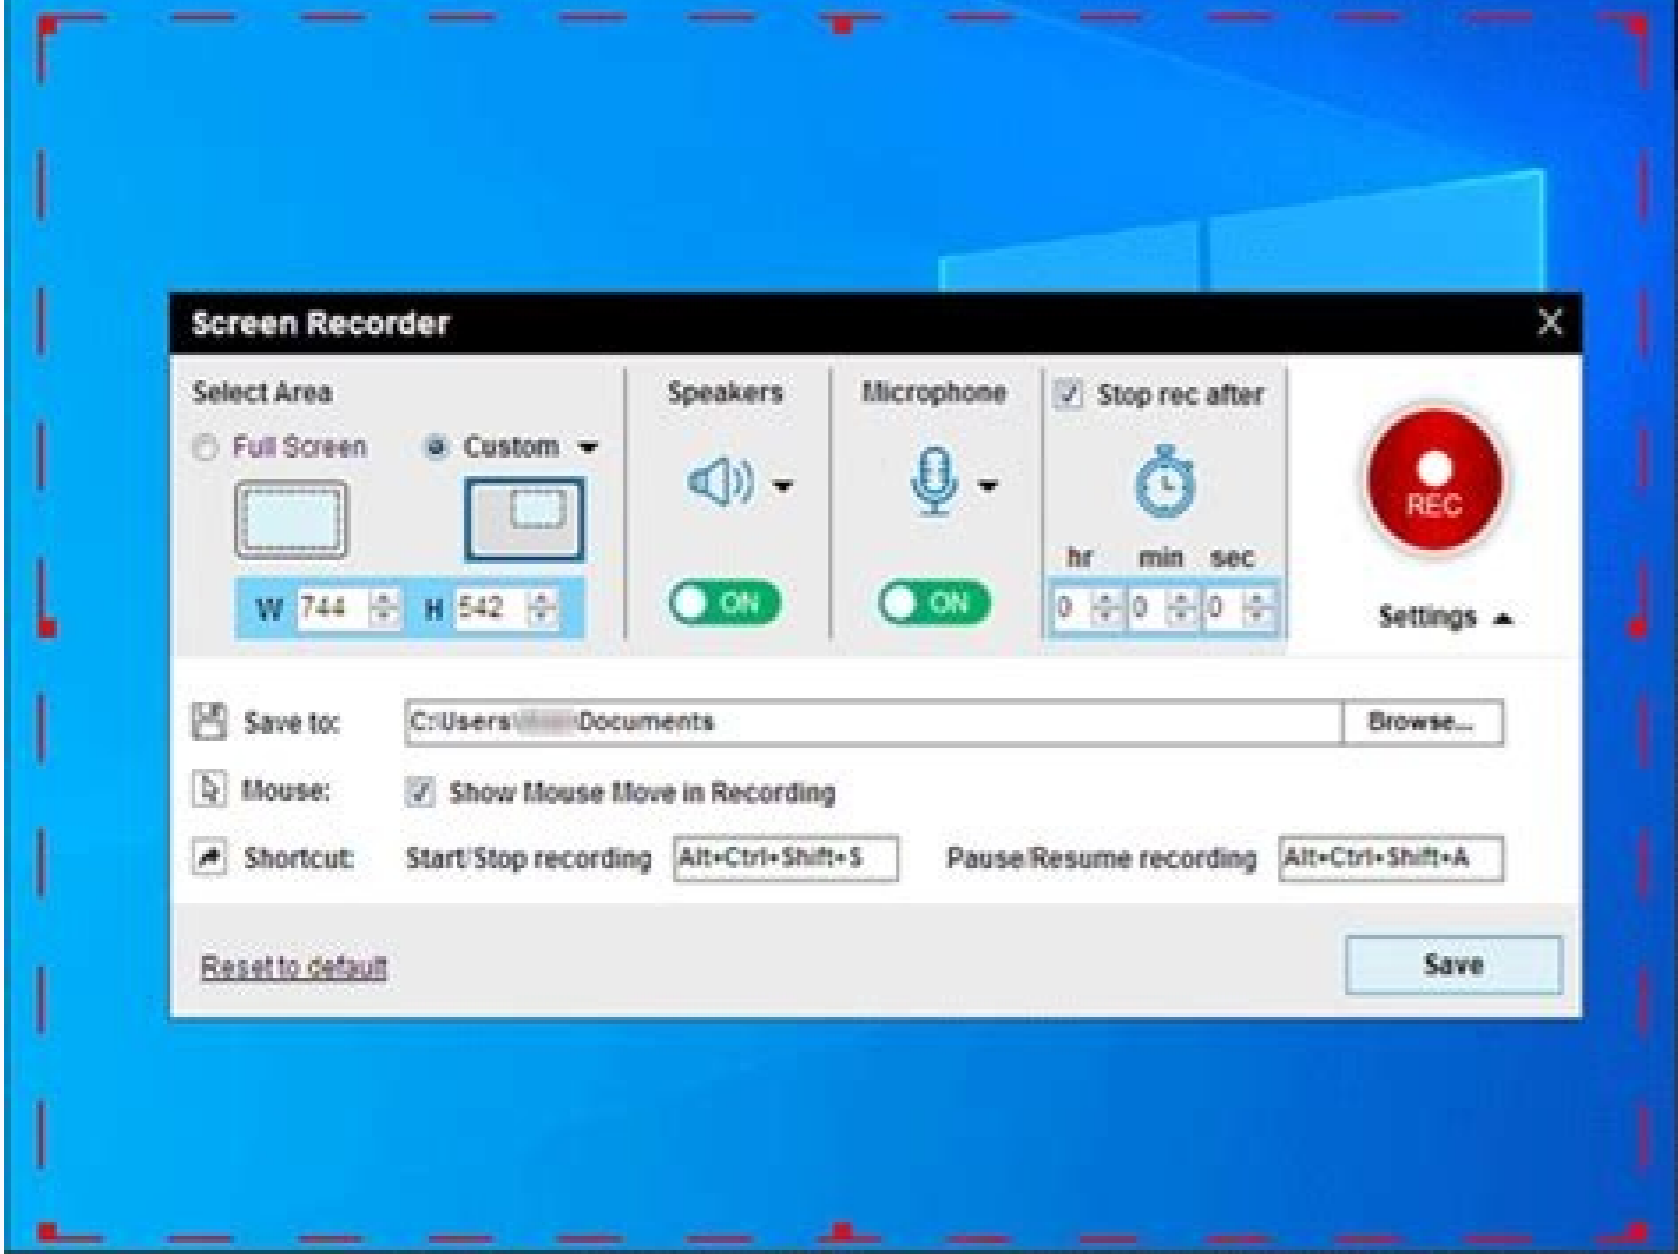 Screen Recorder X
Select Area Speakers Microphone Stop rec after
Full Screen Custom
REC
hr min sec
W 744 H 542 ON ON 0 0 0
Settings
Save to: C:\Users\ \Documents Browse...
Mouse: Show Mouse Move in Recording
Shortcut: Start/Stop recording Alt+Ctrl+Shift+S Pause/Resume recording Alt+Ctrl+Shift+A
Reset to default Save